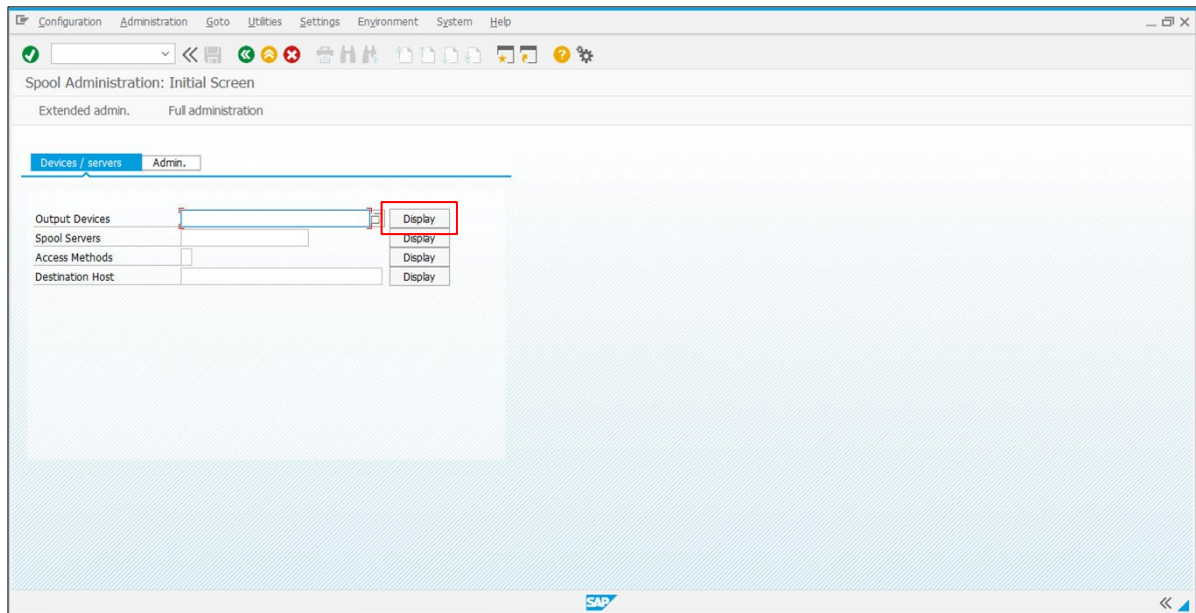 Configuration Administration Goto Utilities Settings Environment System Help
Spool Administration: Initial Screen
Extended admin. Full administration
Devices / servers Admin.
Output Devices Display
Spool Servers Display
Access Methods Display
Destination Host Display
SAP